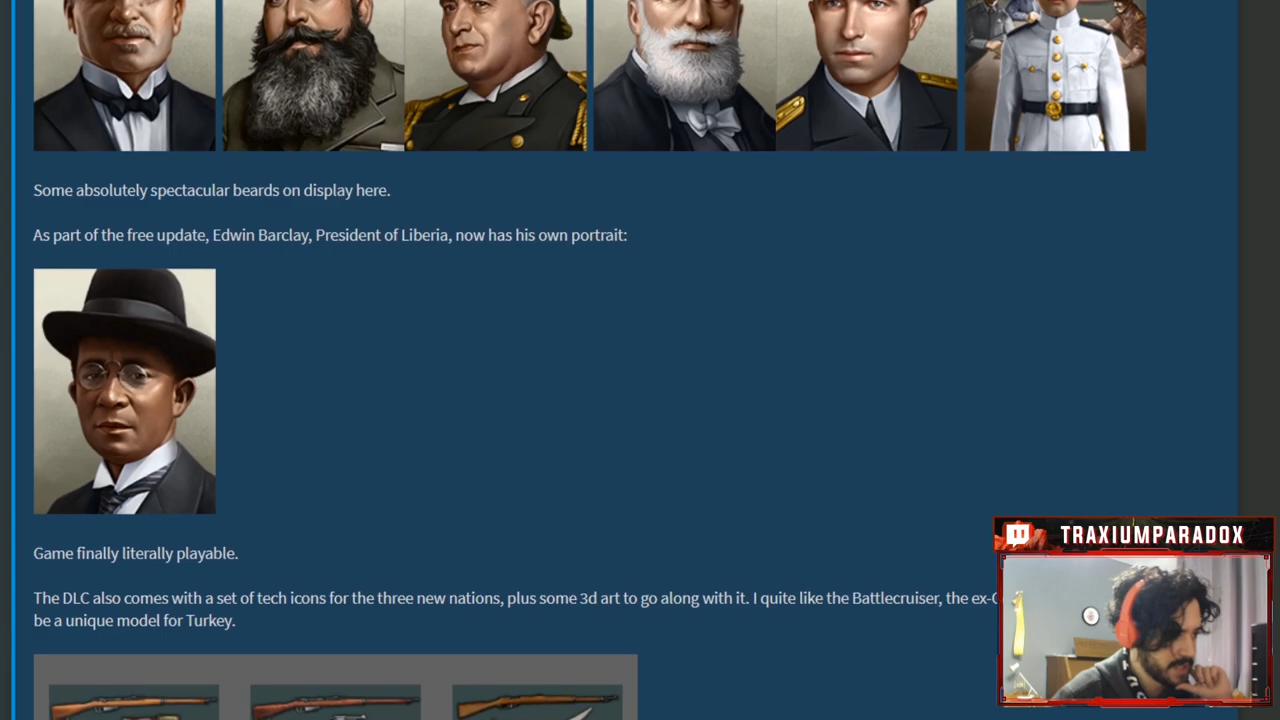 Some absolutely spectacular beards on display here.
As part of the free update, Edwin Barclay, President of Liberia, now has his own portrait:
Game finally literally playable.
TRAXIUMPARADOX
The DLC also comes with a set of tech icons for the three new nations, plus some 3d art to go along with it. I quite like the Battlecruiser, the
be a unique model for Turkey.